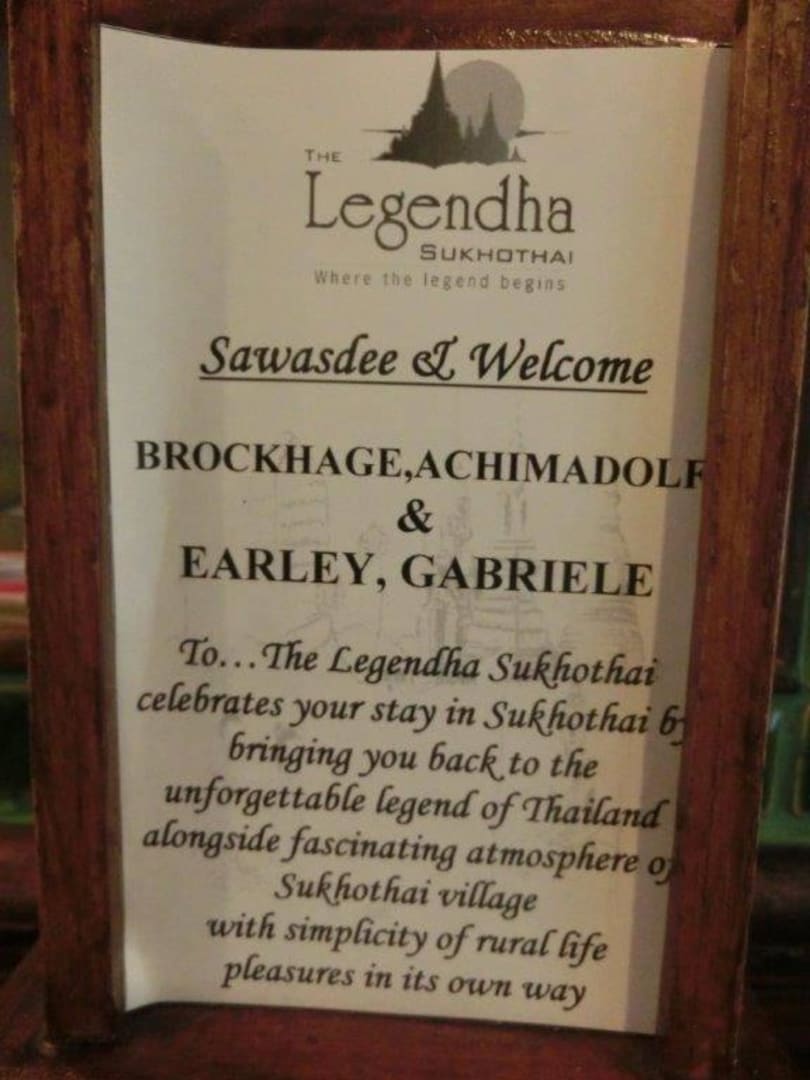 THE
Legendha
SUKHOTHAI
Where the legend begins
Sawasdee & Welcome
BROCKHAGE,ACHIMADOLF
&
EARLEY, GABRIELE
To...The Legendha Sukhothai
celebrates your stay in Sukhothai by
bringing you back to the
unforgettable legend of Thailand
alongside fascinating atmosphere of
Sukhothai village
with simplicity of rural life
pleasures in its own way